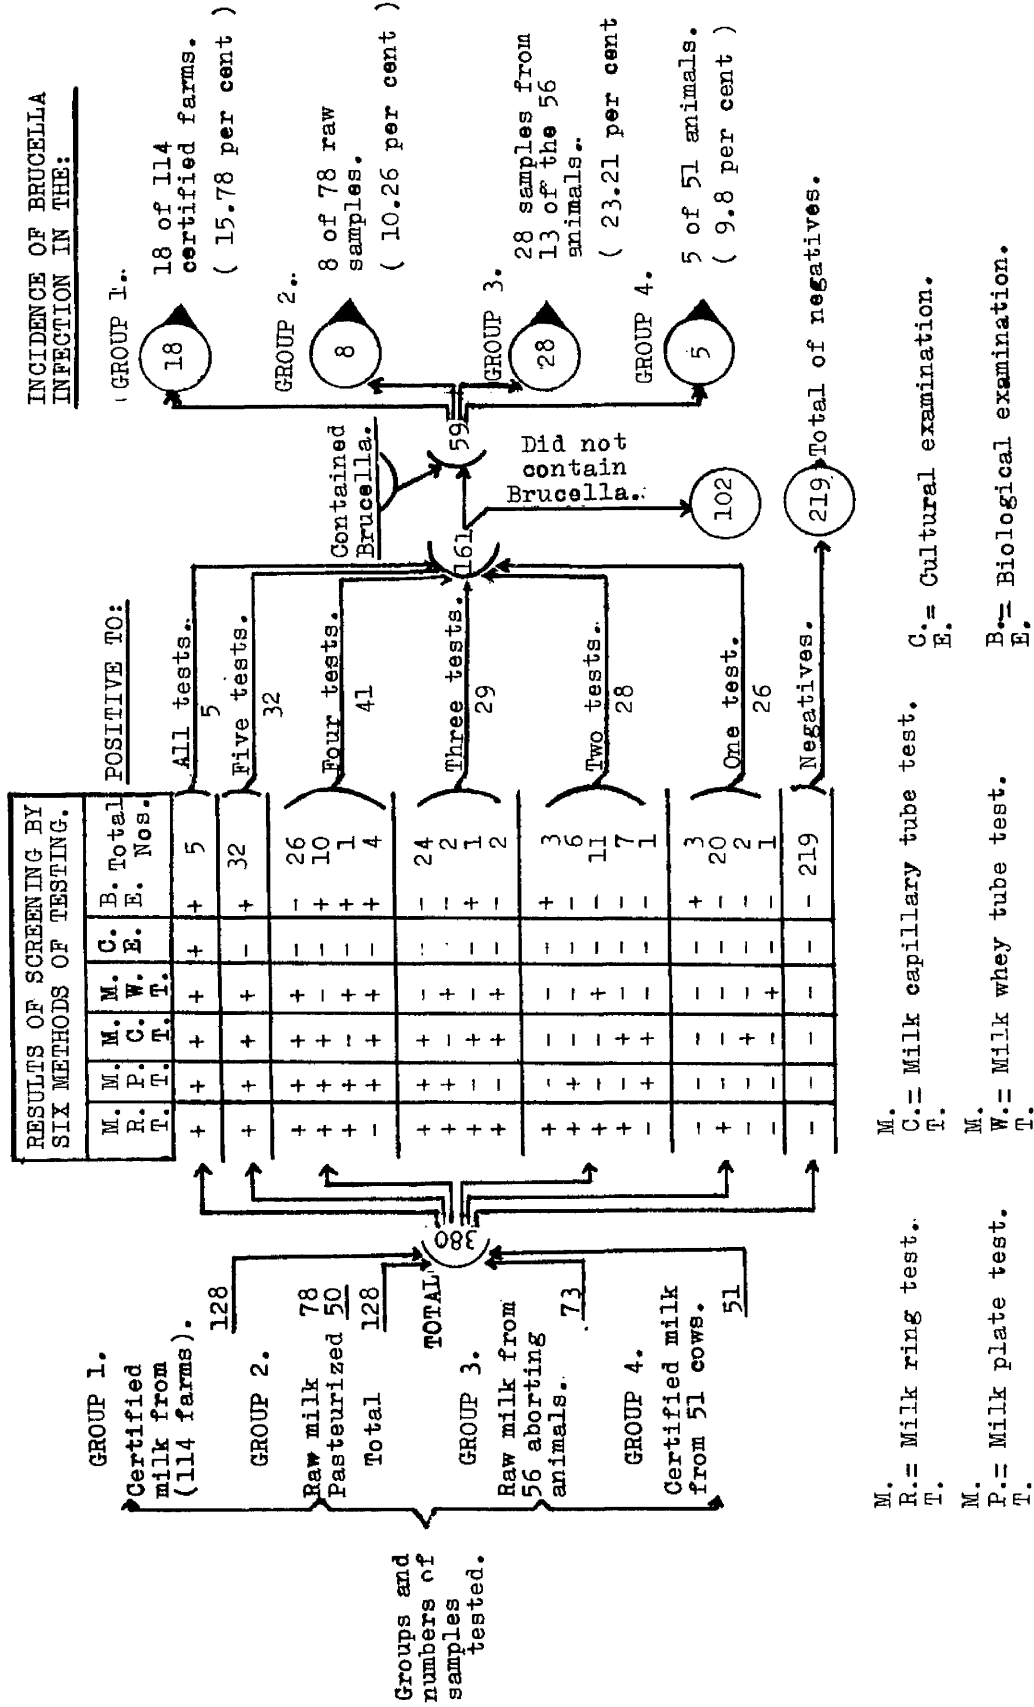 GROUP 1.
Certified
milk from
(114 farms).
128
GROUP 2.
Raw milk 78
Pasteurized 50
Total 128
TOTAL 380
GROUP 3.
Raw milk from
56 aborting
animals.
73
GROUP 4.
Certified milk
from 51 cows.
51
Groups and
numbers of
samples
tested.
RESULTS OF SCREENING BY
SIX METHODS OF TESTING.
M. M. M. M. C. B. Total
R. P. C. W. E. E. Nos.
T. T. T. T.
+ + + + + + 5
+ + + + - + 32
+ + + + - - 26
+ + + - - + 10
+ + - + - + 1
- + + + - + 4
+ + + - - - 24
+ + - + - - 2
+ - + - - + 1
+ - + + - - 2
+ - - - - + 3
+ + - - - - 6
+ - - + - - 11
+ - + - - - 7
- + + - - - 1
- - - - - + 3
+ - - - - - 20
- - + - - - 2
- - - + - - 1
- - - - - - 219
POSITIVE TO:
All tests.
5
Five tests.
32
Four tests.
41
Three tests.
29
Two tests.
28
One test.
26
Negatives.
161
Contained
Brucella.
59
Did not
contain
Brucella.
102
219 Total of negatives.
INCIDENCE OF BRUCELLA
INFECTION IN THE:
GROUP 1.
18
18 of 114
certified farms.
( 15.78 per cent )
GROUP 2.
8
8 of 78 raw
samples.
( 10.26 per cent )
GROUP 3.
28
28 samples from
13 of the 56
animals.
( 23.21 per cent )
GROUP 4.
5
5 of 51 animals.
( 9.8 per cent )
M.
R.= Milk ring test.
T.
M.
C.= Milk capillary tube test.
T.
C.= Cultural examination.
E.
M.
P.= Milk plate test.
T.
M.
W.= Milk whey tube test.
T.
B.= Biological examination.
E.